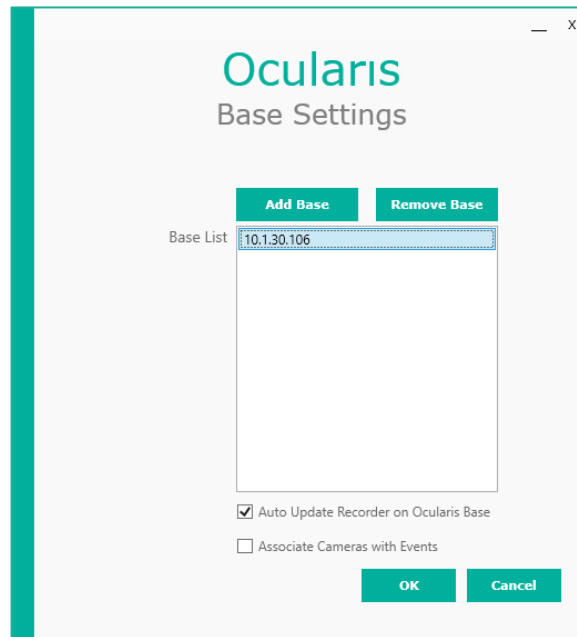 X
Ocularıs
Base Settings
Add Base Remove Base
Base List 10.1.30.106
Auto Update Recorder on Ocularis Base
Associate Cameras with Events
OK Cancel